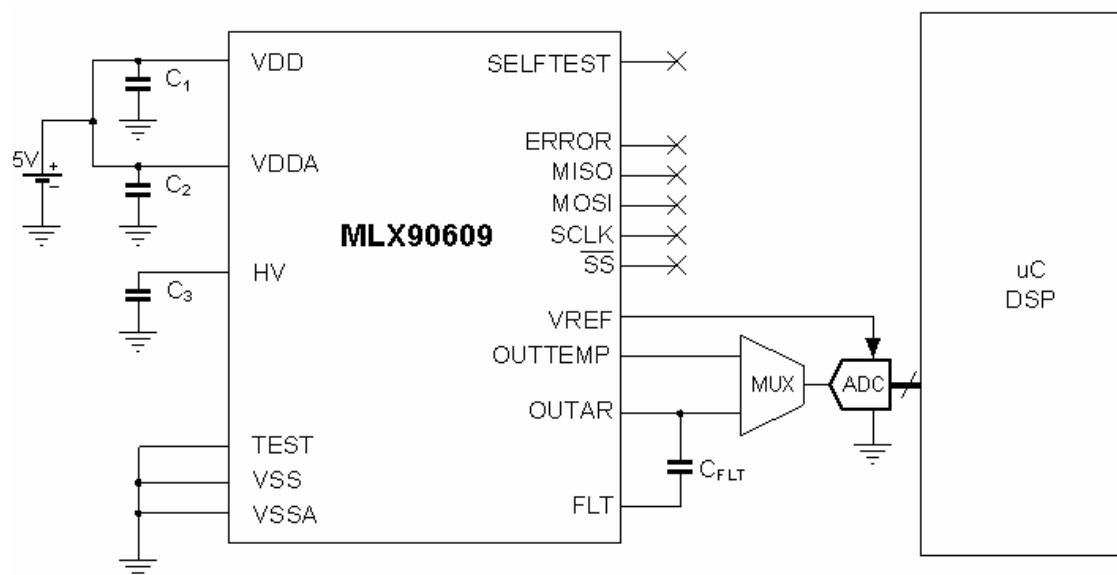 VDD
C1
5V
+
−
VDDA
C2
HV
C3
TEST
VSS
VSSA
MLX90609
SELFTEST
ERROR
MISO
MOSI
SCLK
SS
VREF
OUTTEMP
OUTAR
FLT
CFLT
MUX
ADC
uC
DSP